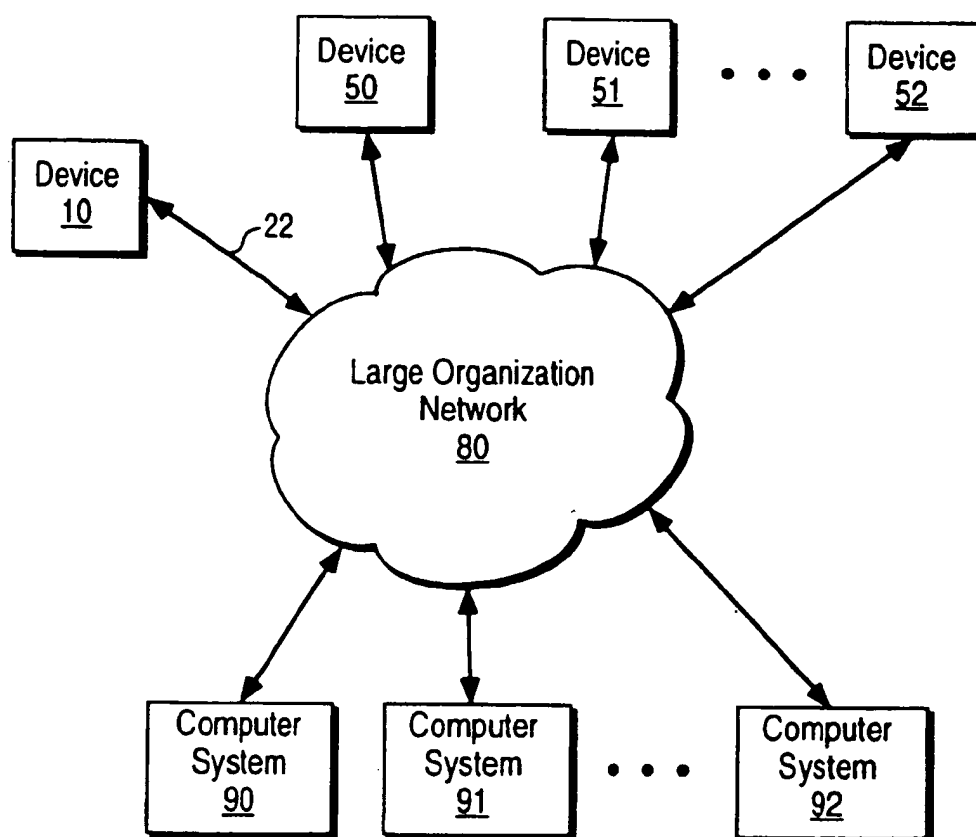 Device
50
Device
51
Device
52
Device
10
22
Large Organization
Network
80
Computer
System
90
Computer
System
91
Computer
System
92